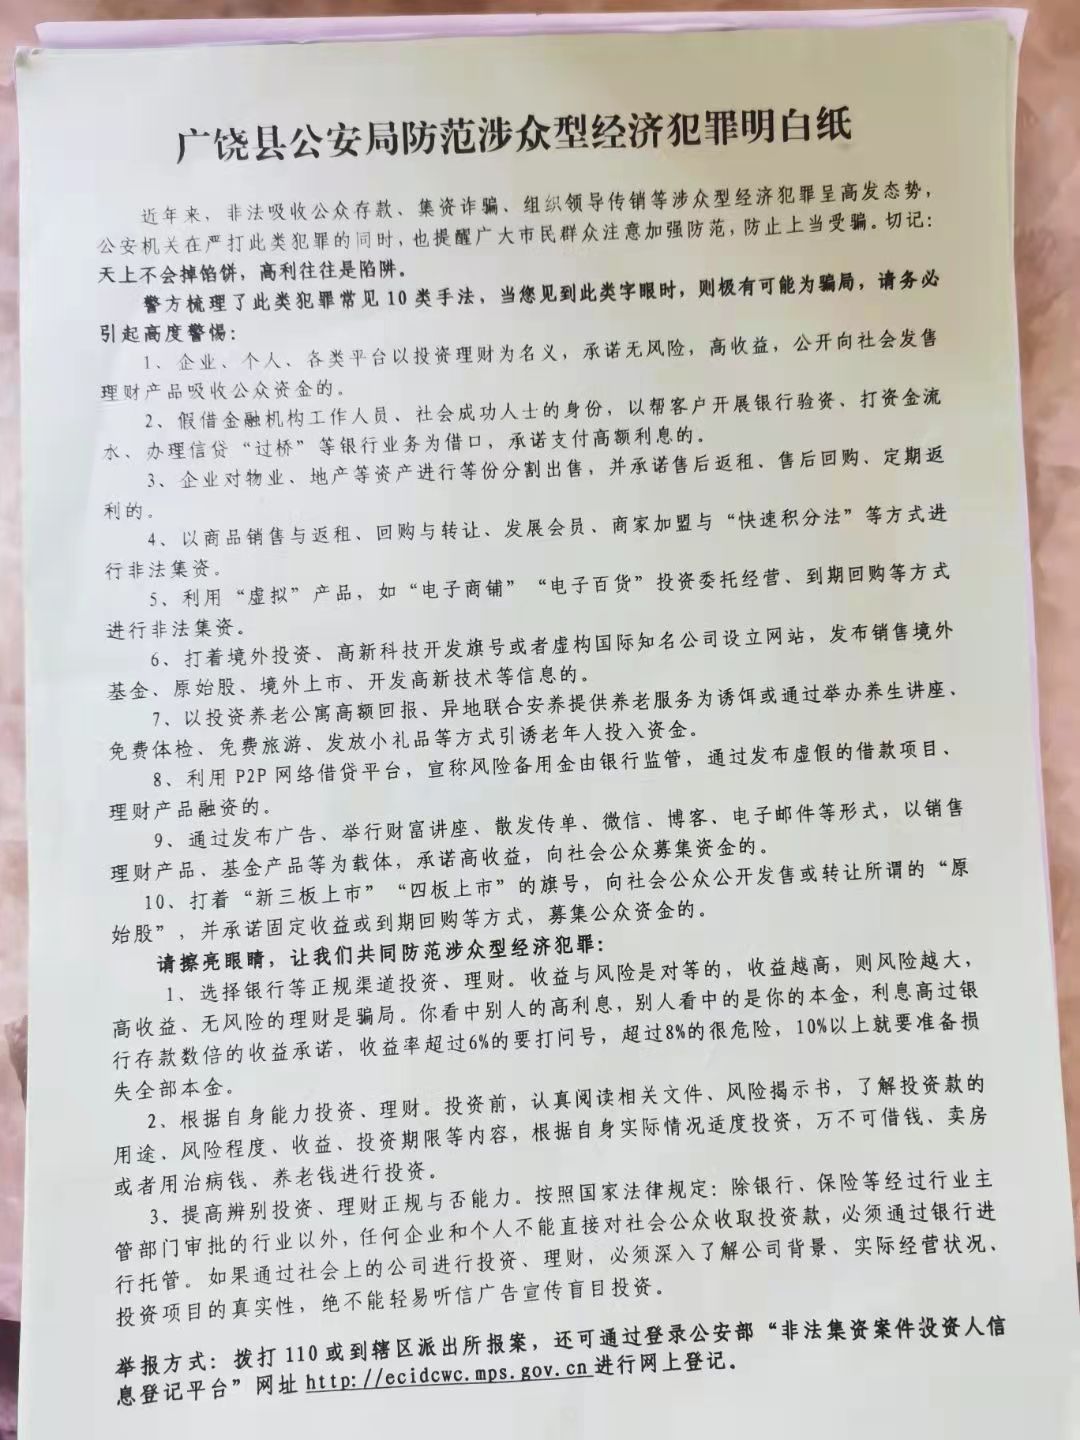 广饶县公安局防范涉众型经济犯罪明白纸
近年来，非法吸收公众存款、集资诈骗、组织领导传销等涉众型经济犯罪呈高发态势，
公安机关在严打此类犯罪的同时，也提醒广大市民群众注意加强防范，防止上当受骗。切记：
天上不会掉馅饼，高利往往是陷阱。
警方梳理了此类犯罪常见10类手法，当您见到此类字眼时，则极有可能为骗局，请务必
引起高度警惕：
1、企业、个人、各类平台以投资理财为名义，承诺无风险，高收益，公开向社会发售
理财产品吸收公众资金的。
2、假借金融机构工作人员、社会成功人士的身份，以帮客户开展银行验资、打资金流
水、办理信贷“过桥”等银行业务为借口，承诺支付高额利息的。
3、企业对物业、地产等资产进行等份分割出售，并承诺售后返租、售后回购、定期返
利的。
4、以商品销售与返租、回购与转让、发展会员、商家加盟与“快速积分法”等方式进
行非法集资。
5、利用“虚拟”产品，如“电子商铺”“电子百货”投资委托经营、到期回购等方式
进行非法集资。
6、打着境外投资、高新科技开发旗号或者虚构国际知名公司设立网站，发布销售境外
基金、原始股、境外上市、开发高新技术等信息的。
7、以投资养老公寓高额回报、异地联合安养提供养老服务为诱饵或通过举办养生讲座、
免费体检、免费旅游、发放小礼品等方式引诱老年人投入资金。
8、利用P2P网络借贷平台，宣称风险备用金由银行监管，通过发布虚假的借款项目、
理财产品融资的。
9、通过发布广告、举行财富讲座、散发传单、微信、博客、电子邮件等形式，以销售
理财产品、基金产品等为载体，承诺高收益，向社会公众募集资金的。
10、打着“新三板上市”“四板上市”的旗号，向社会公众公开发售或转让所谓的“原
始股”，并承诺固定收益或到期回购等方式，募集公众资金的。
请擦亮眼睛，让我们共同防范涉众型经济犯罪：
1、选择银行等正规渠道投资、理财。收益与风险是对等的，收益越高，则风险越大，
高收益、无风险的理财是骗局。你看中别人的高利息，别人看中的是你的本金，利息高过银
行存款数倍的收益承诺，收益率超过6%的要打问号，超过8%的很危险，10%以上就要准备损
失全部本金。
2、根据自身能力投资、理财。投资前，认真阅读相关文件、风险揭示书，了解投资款的
用途、风险程度、收益、投资期限等内容，根据自身实际情况适度投资，万不可借钱、卖房
或者用治病钱、养老钱进行投资。
3、提高辨别投资、理财正规与否能力。按照国家法律规定：除银行、保险等经过行业主
管部门审批的行业以外，任何企业和个人不能直接对社会公众收取投资款，必须通过银行进
行托管。如果通过社会上的公司进行投资、理财，必须深入了解公司背景、实际经营状况、
投资项目的真实性，绝不能轻易听信广告宣传盲目投资。
举报方式：拨打110或到辖区派出所报案，还可通过登录公安部“非法集资案件投资人信
息登记平台”网址http://ecidcwc.mps.gov.cn进行网上登记。